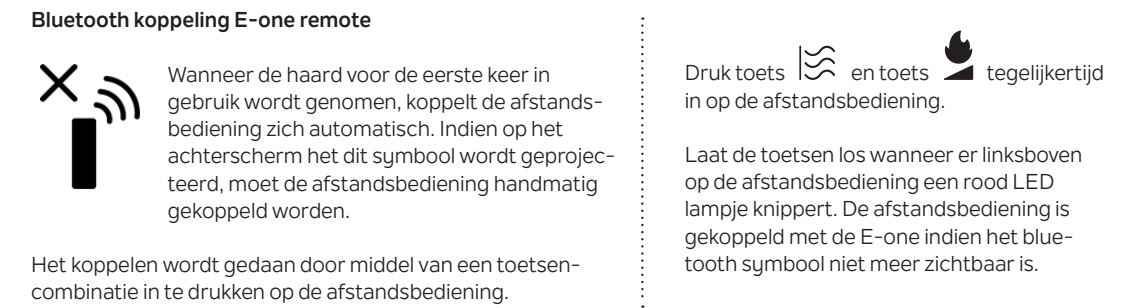 Bluetooth koppeling E-one remote
Wanneer de haard voor de eerste keer in
gebruik wordt genomen, koppelt de afstands-
bediening zich automatisch. Indien op het
achterscherm het dit symbool wordt geprojec-
teerd, moet de afstandsbediening handmatig
gekoppeld worden.
Het koppelen wordt gedaan door middel van een toetsen-
combinatie in te drukken op de afstandsbediening.
Druk toets en toets tegelijkertijd
in op de afstandsbediening.
Laat de toetsen los wanneer er linksboven
op de afstandsbediening een rood LED
lampje knippert. De afstandsbediening is
gekoppeld met de E-one indien het blue-
tooth symbool niet meer zichtbaar is.